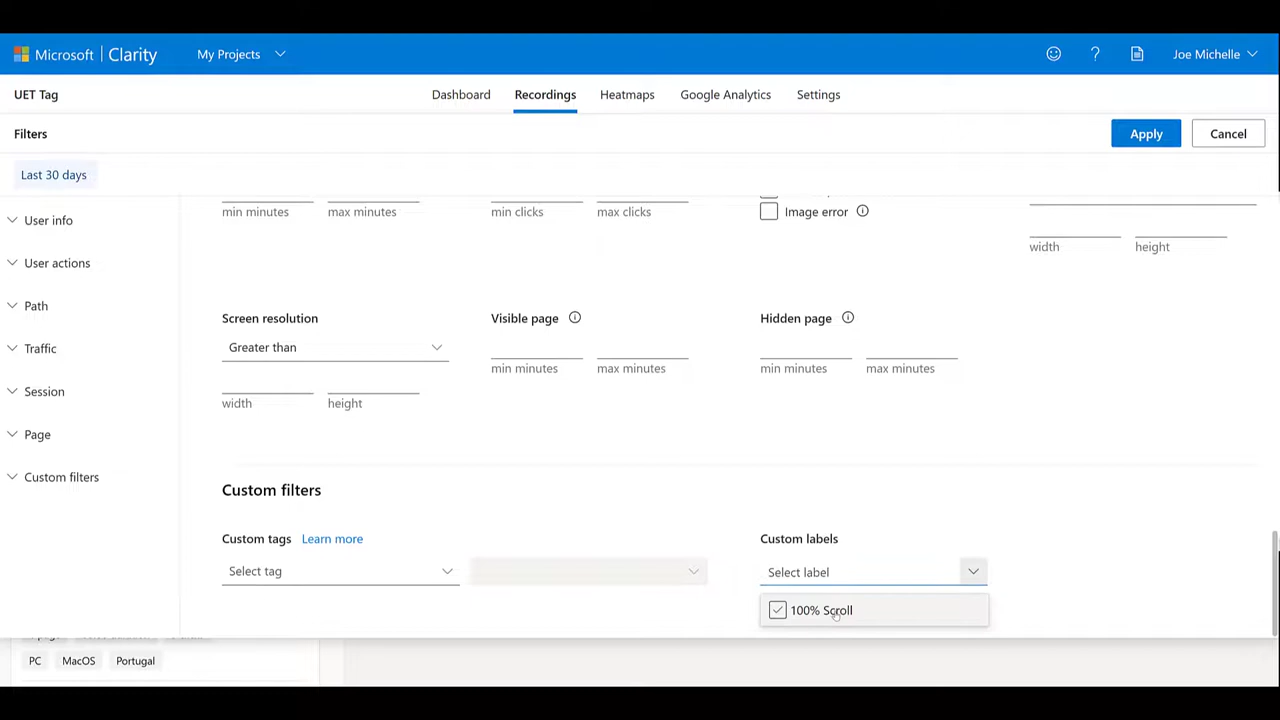 Microsoft | Clarity My Projects Joe Michelle
UET Tag Dashboard Recordings Heatmaps Google Analytics Settings
Filters Apply Cancel
Last 30 days
User info
User actions
Path
Traffic
Session
Page
Custom filters
min minutes max minutes min clicks max clicks Image error
width height
Screen resolution Visible page Hidden page
Greater than
min minutes max minutes min minutes max minutes
width height
Custom filters
Custom tags Learn more Custom labels
Select tag Select label
100% Scroll
PC MacOS Portugal